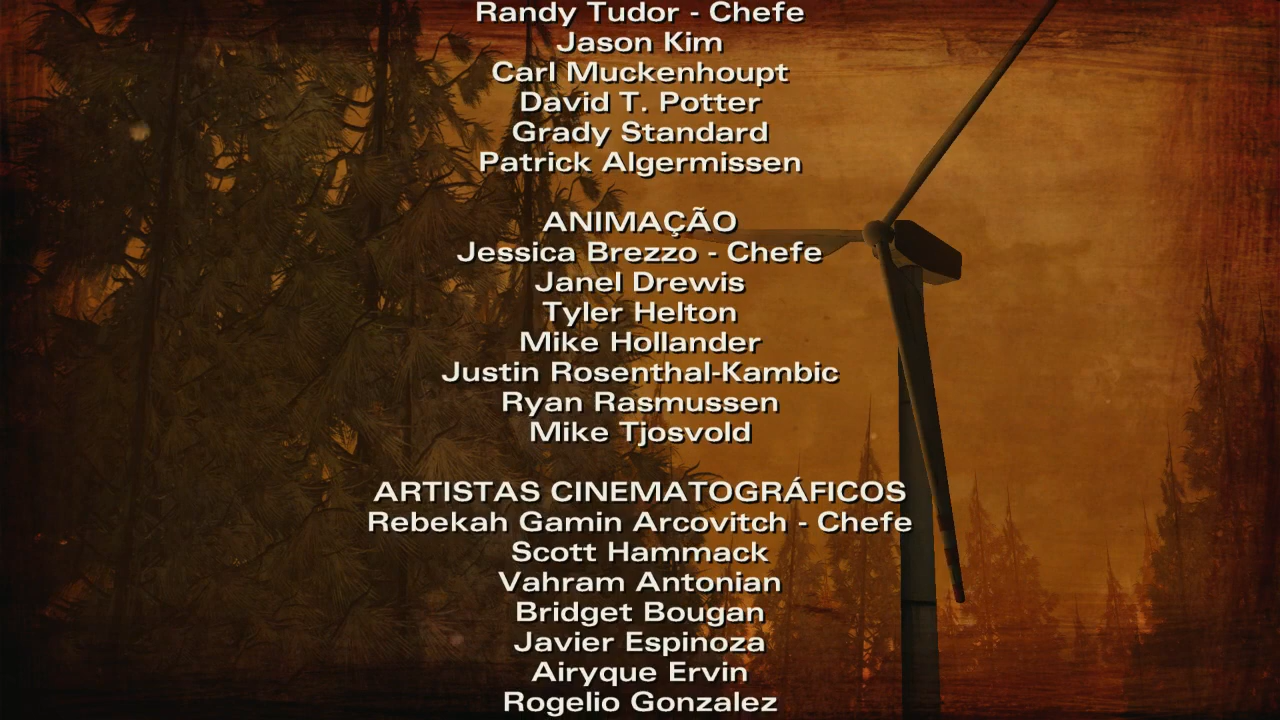 Randy Tudor - Chefe
Jason Kim
Carl Muckenhoupt
David T. Potter
Grady Standard
Patrick Algermissen
ANIMAÇÃO
Jessica Brezzo - Chefe
Janel Drewis
Tyler Helton
Mike Hollander
Justin Rosenthal-Kambic
Ryan Rasmussen
Mike Tjosvold
ARTISTAS CINEMATOGRÁFICOS
Rebekah Gamin Arcovitch - Chefe
Scott Hammack
Vahram Antonian
Bridget Bougan
Javier Espinoza
Airyque Ervin
Rogelio Gonzalez